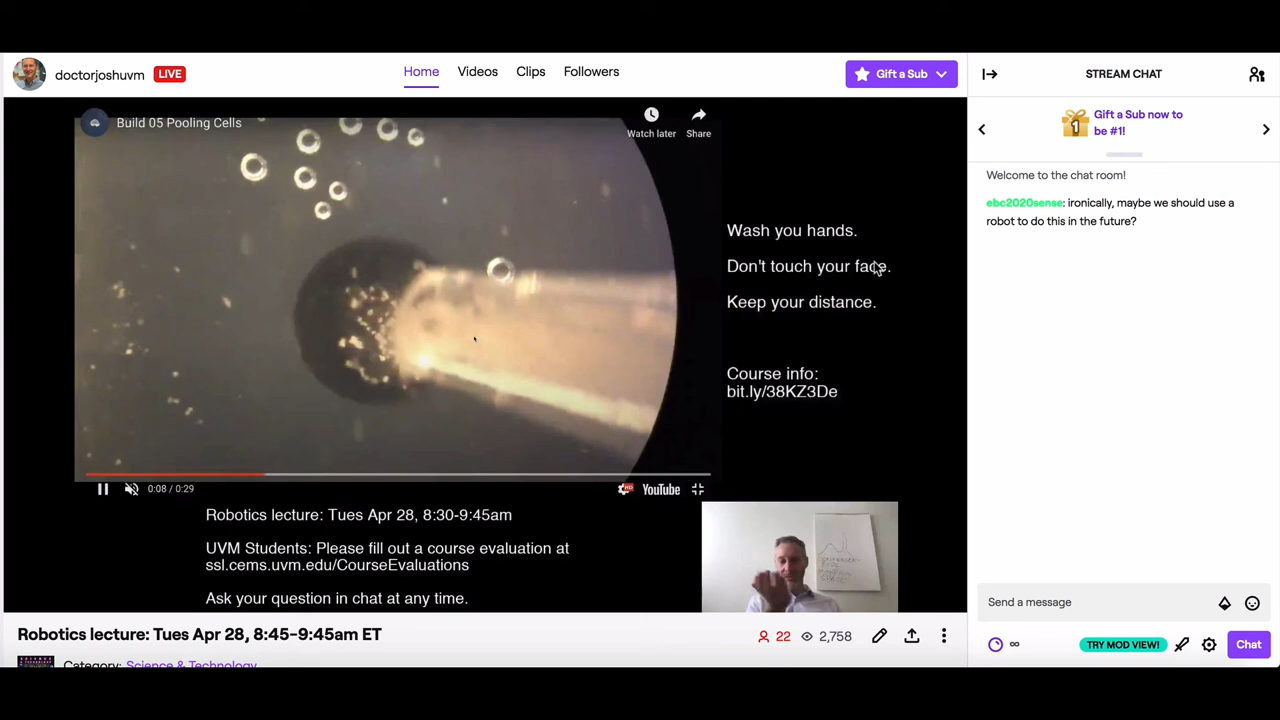 doctorjoshuvm
LIVE
Home
Videos
Clips
Followers
Gift a Sub
STREAM CHAT
Build 05 Pooling Cells
Watch later
Share
1
Gift a Sub now to
be #1!
Welcome to the chat room!
ebc2020sense: ironically, maybe we should use a
robot to do this in the future?
Wash you hands.
Don't touch your face.
Keep your distance.
Course info:
bit.ly/38KZ3De
0:08 / 0:29
HD
YouTube
Robotics lecture: Tues Apr 28, 8:30-9:45am
UVM Students: Please fill out a course evaluation at
ssl.cems.uvm.edu/CourseEvaluations
Ask your question in chat at any time.
Send a message
Robotics lecture: Tues Apr 28, 8:45-9:45am ET
22
2,758
TRY MOD VIEW!
Chat
Category: Science & Technology